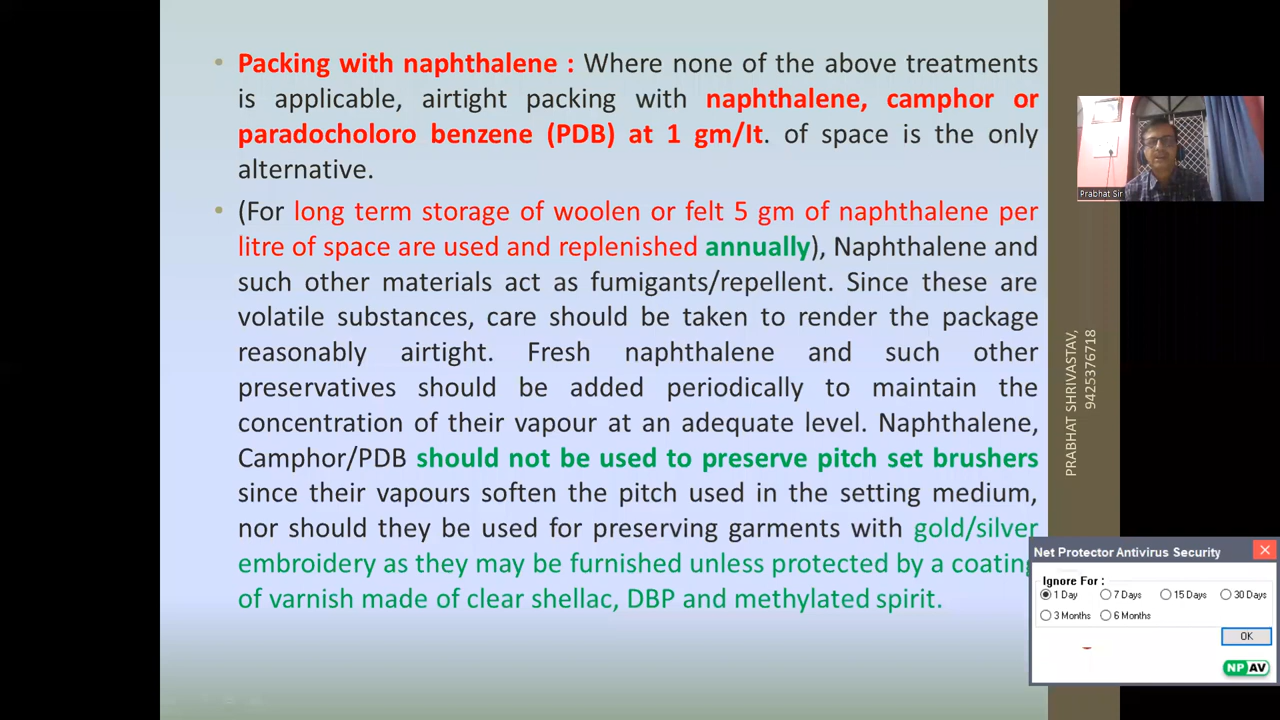 • Packing with naphthalene : Where none of the above treatments
is applicable, airtight packing with naphthalene, camphor or
paradocholoro benzene (PDB) at 1 gm/It. of space is the only
alternative.
• (For long term storage of woolen or felt 5 gm of naphthalene per
litre of space are used and replenished annually), Naphthalene and
such other materials act as fumigants/repellent. Since these are
volatile substances, care should be taken to render the package
reasonably airtight. Fresh naphthalene and such other
preservatives should be added periodically to maintain the
concentration of their vapour at an adequate level. Naphthalene,
Camphor/PDB should not be used to preserve pitch set brushers
since their vapours soften the pitch used in the setting medium,
nor should they be used for preserving garments with gold/silver
embroidery as they may be furnished unless protected by a coating
of varnish made of clear shellac, DBP and methylated spirit.
PRABHAT SHRIVASTAV,
9425376718
Prabhat Sir
Net Protector Antivirus Security
Ignore For :
1 Day 7 Days 15 Days 30 Days
3 Months 6 Months
OK
NPAV